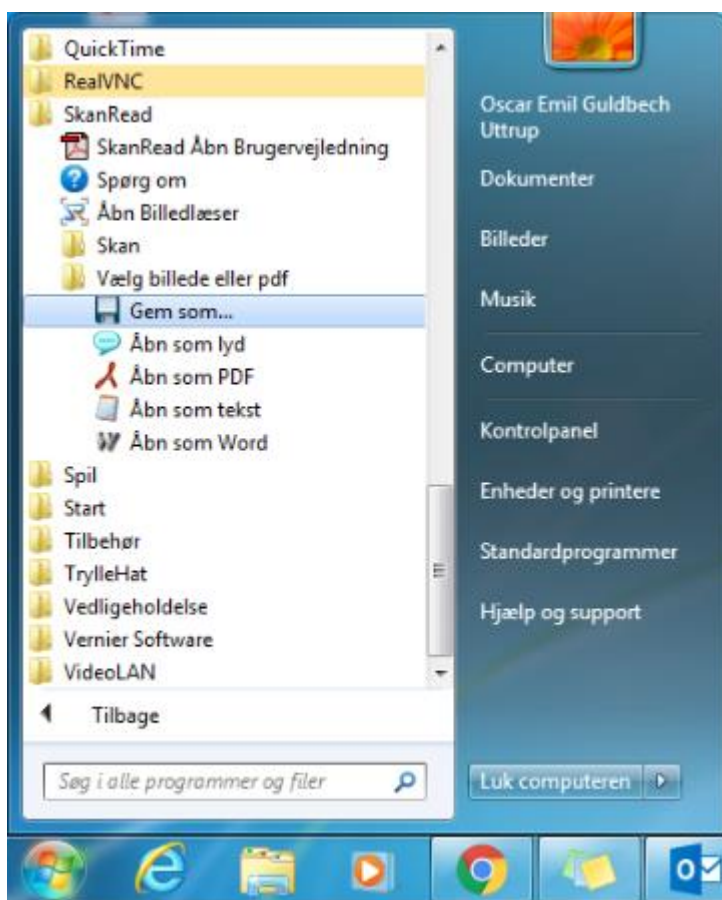 QuickTime
RealVNC
SkanRead
SkanRead Åbn Brugervejledning
Spørg om
Åbn Billedlæser
Skan
Vælg billede eller pdf
Gem som...
Åbn som lyd
Åbn som PDF
Åbn som tekst
Åbn som Word
Spil
Start
Tilbehør
TrylleHat
Vedligeholdelse
Vernier Software
VideoLAN
Tilbage
Søg i alle programmer og filer
Oscar Emil Guldbech
Uttrup
Dokumenter
Billeder
Musik
Computer
Kontrolpanel
Enheder og printere
Standardprogrammer
Hjælp og support
Luk computeren